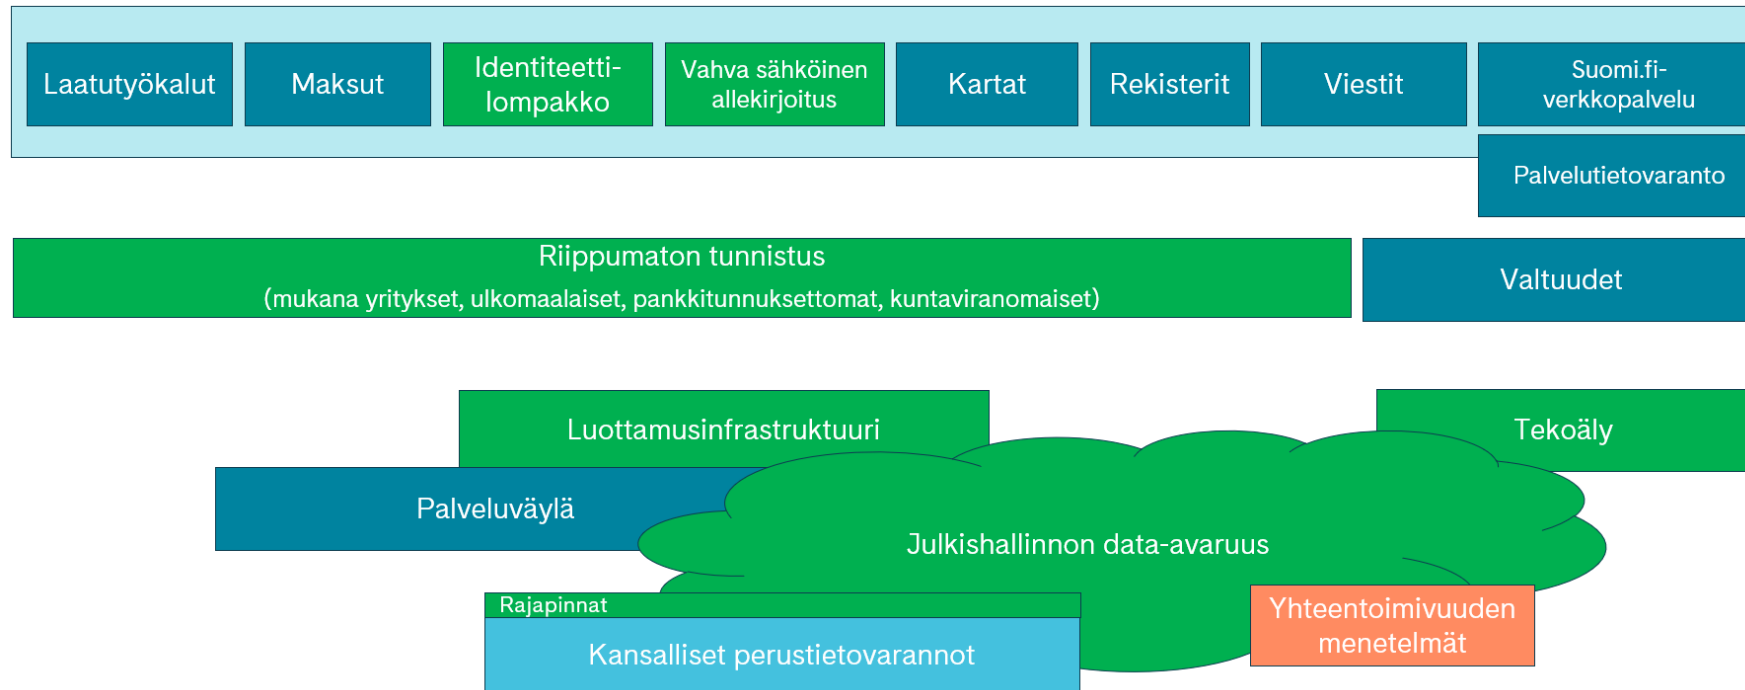 Laatutyökalut
Maksut
Identiteetti-
lompakko
Vahva sähköinen
allekirjoitus
Kartat
Rekisterit
Viestit
Suomi.fi-
verkkopalvelu
Palvelutietovaranto
Riippumaton tunnistus
(mukana yritykset, ulkomaalaiset, pankkitunnuksettomat, kuntaviranomaiset)
Valtuudet
Luottamusinfrastruktuuri
Tekoäly
Palveluväylä
Julkishallinnon data-avaruus
Rajapinnat
Kansalliset perustietovarannot
Yhteentoimivuuden
menetelmät